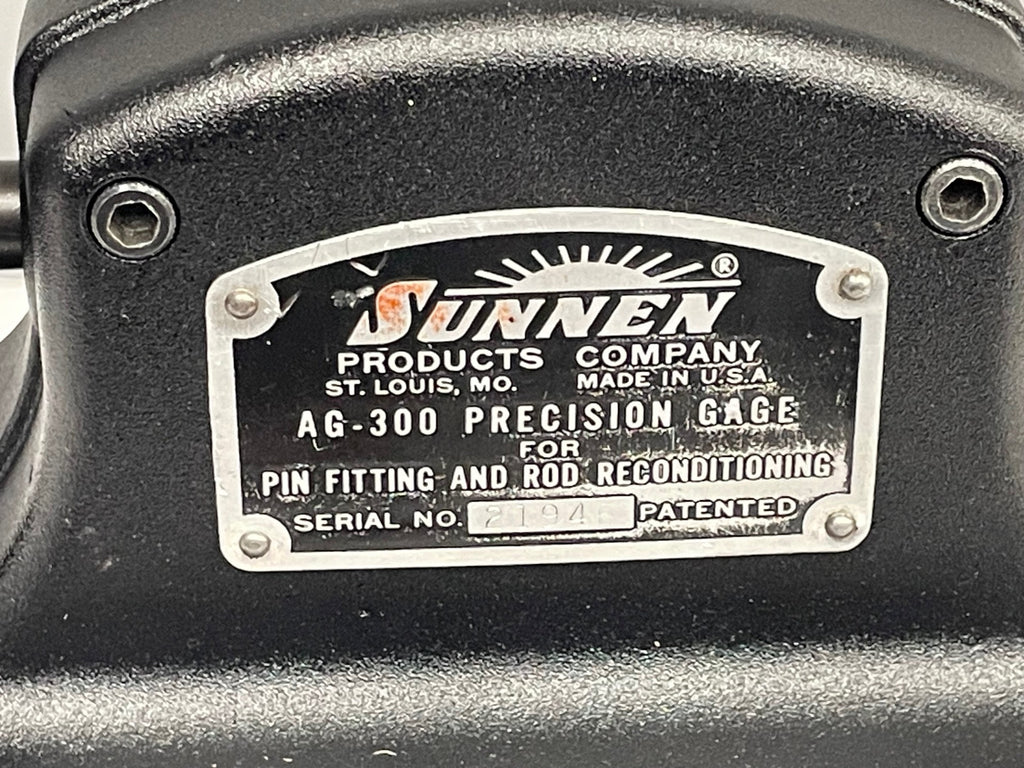 SUNNEN ®
PRODUCTS COMPANY
ST. LOUIS, MO. MADE IN U.S.A.
AG-300 PRECISION GAGE
FOR
PIN FITTING AND ROD RECONDITIONING
SERIAL NO. PATENTED